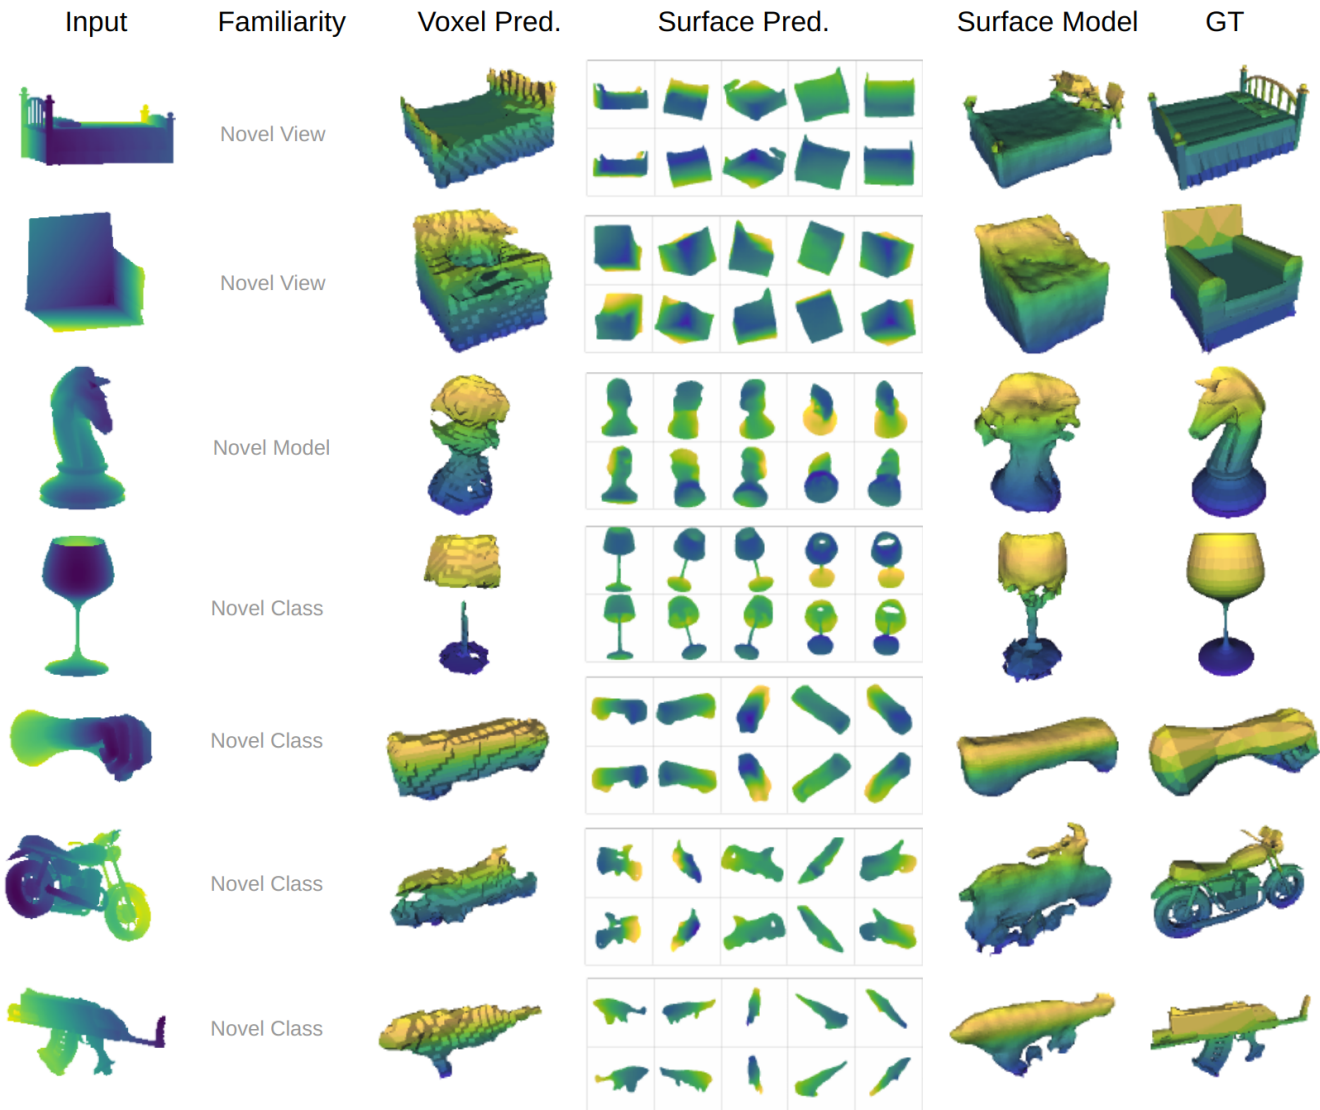 Input Familiarity Voxel Pred. Surface Pred. Surface Model GT
Novel View
Novel View
Novel Model
Novel Class
Novel Class
Novel Class
Novel Class